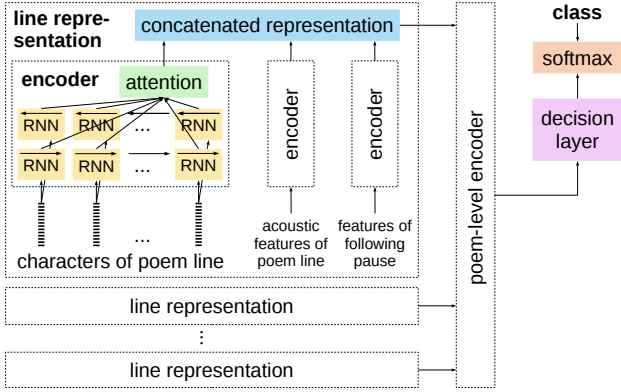 line repre-
sentation
concatenated representation
encoder
attention
RNN RNN ... RNN
RNN RNN ... RNN
...
characters of poem line
encoder
acoustic
features of
poem line
encoder
features of
following
pause
line representation
...
line representation
poem-level encoder
class
softmax
decision
layer